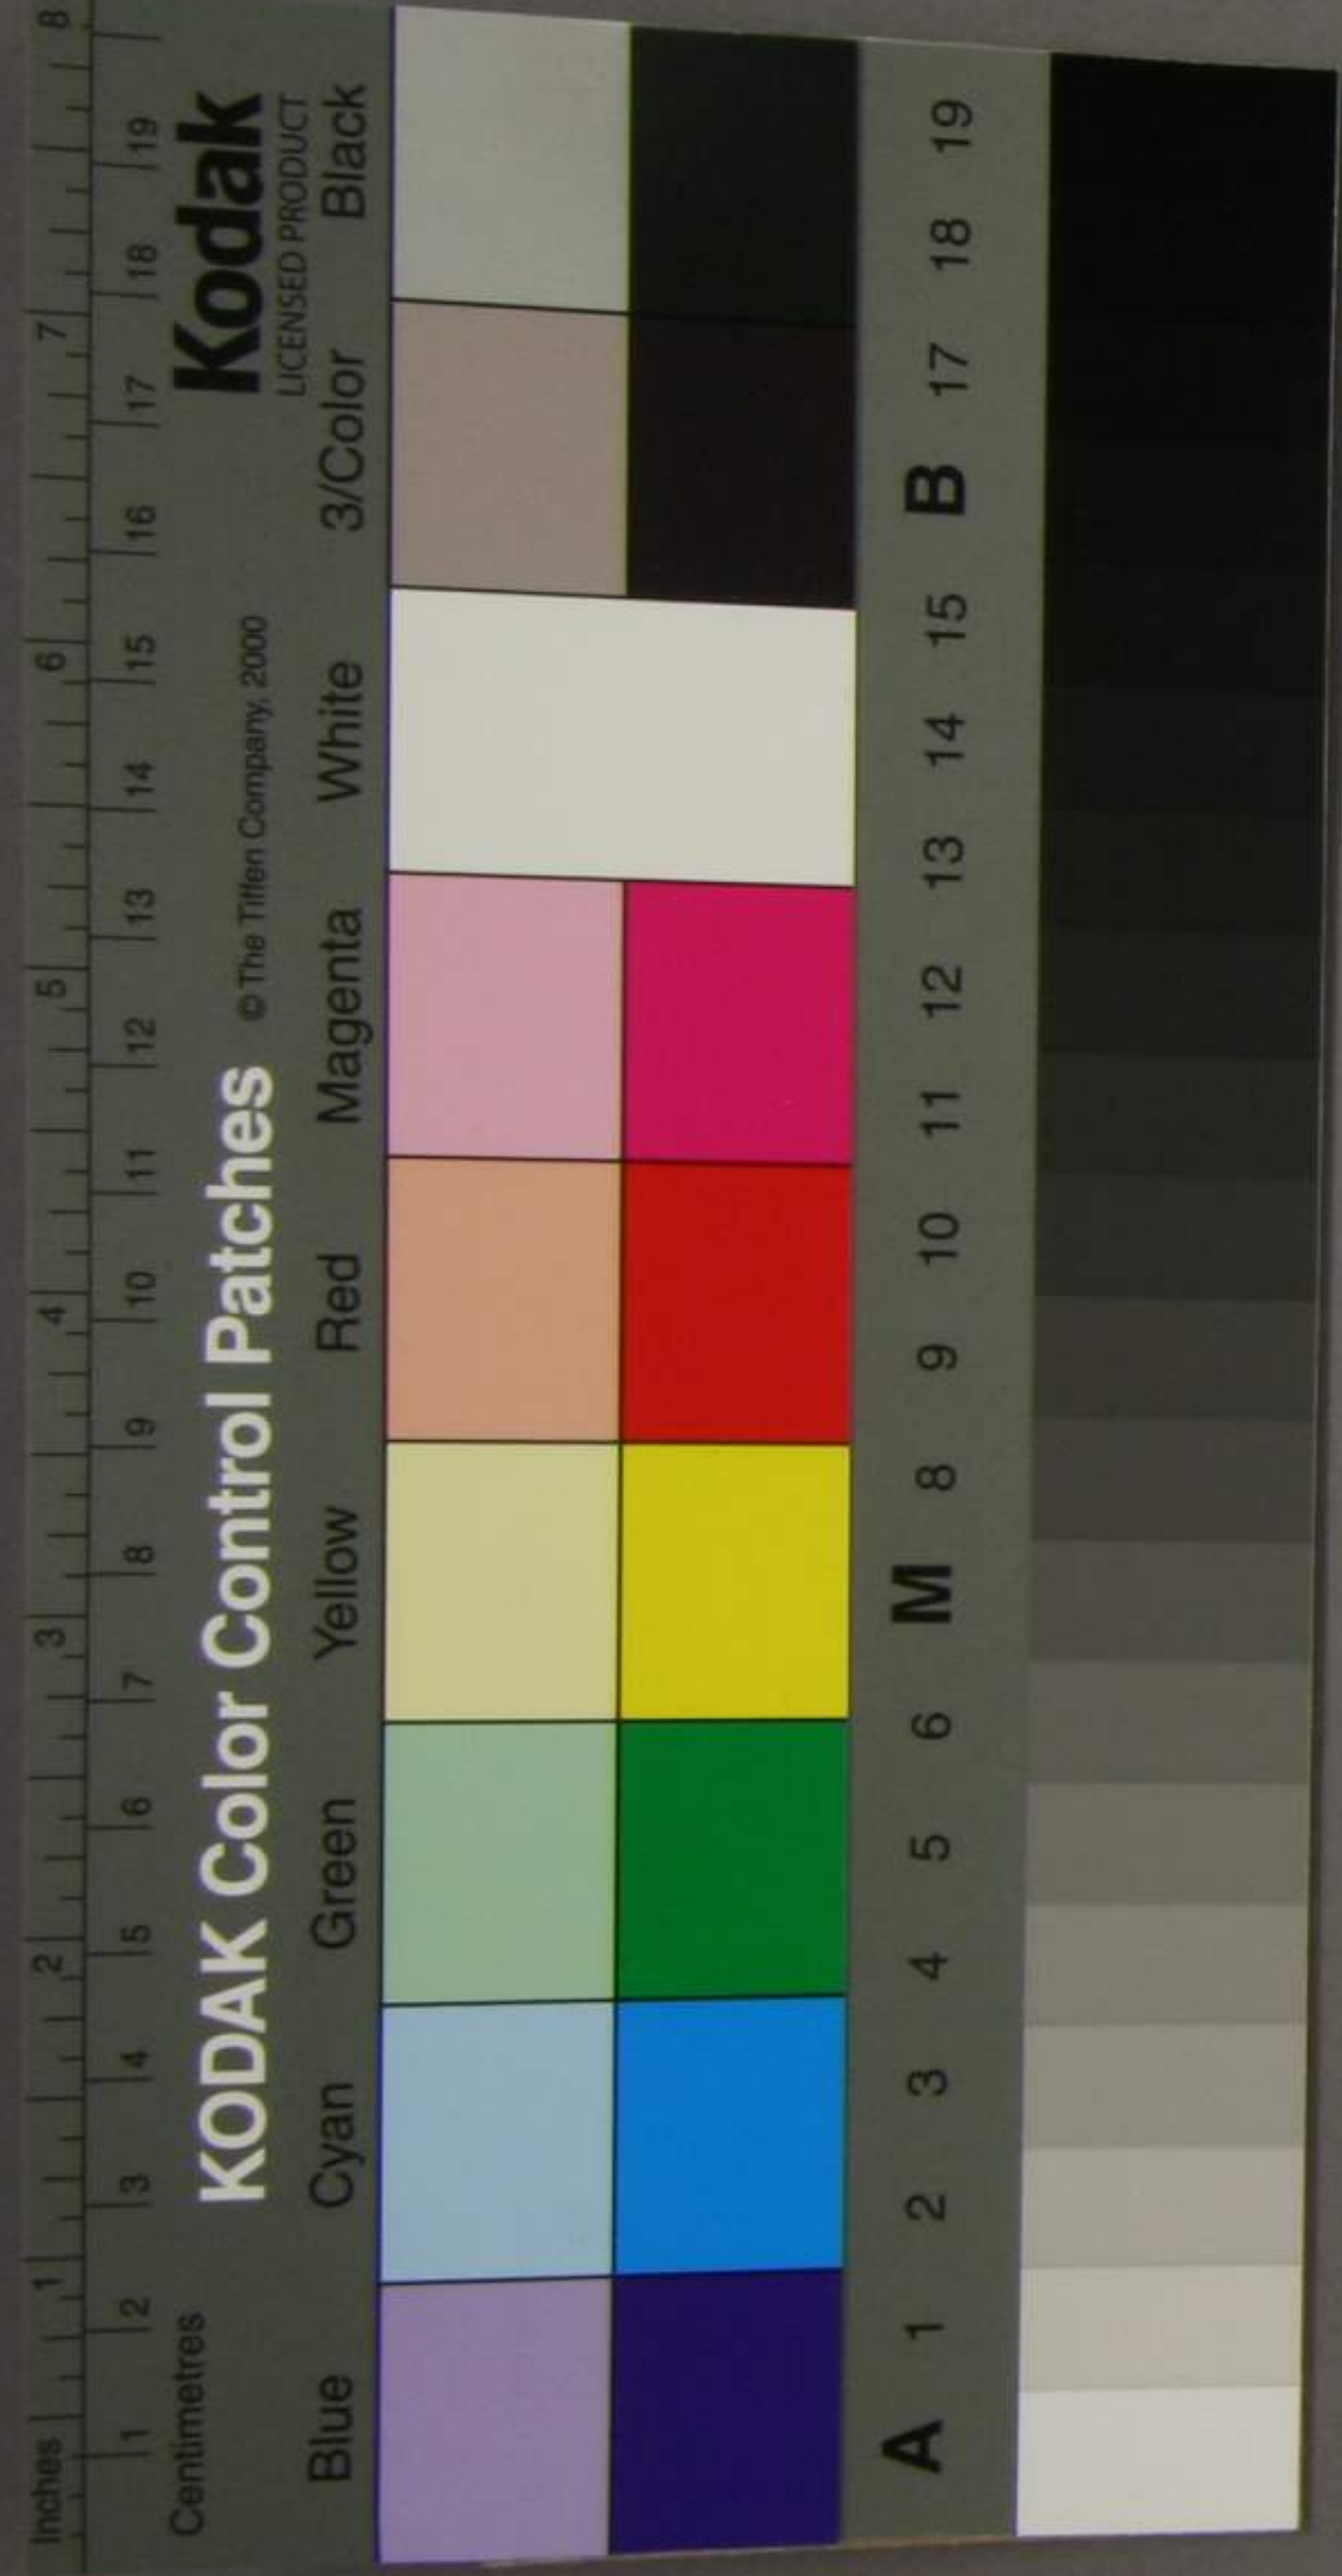 Inches 1 2 3 4 5 6 7 8
Centimetres 1 2 3 4 5 6 7 8 9 10 11 12 13 14 15 16 17 18 19
KODAK Color Control Patches © The Tiffen Company, 2000 Kodak
LICENSED PRODUCT
Blue Cyan Green Yellow Red Magenta White 3/Color Black
A 1 2 3 4 5 6 M 8 9 10 11 12 13 14 15 B 17 18 19